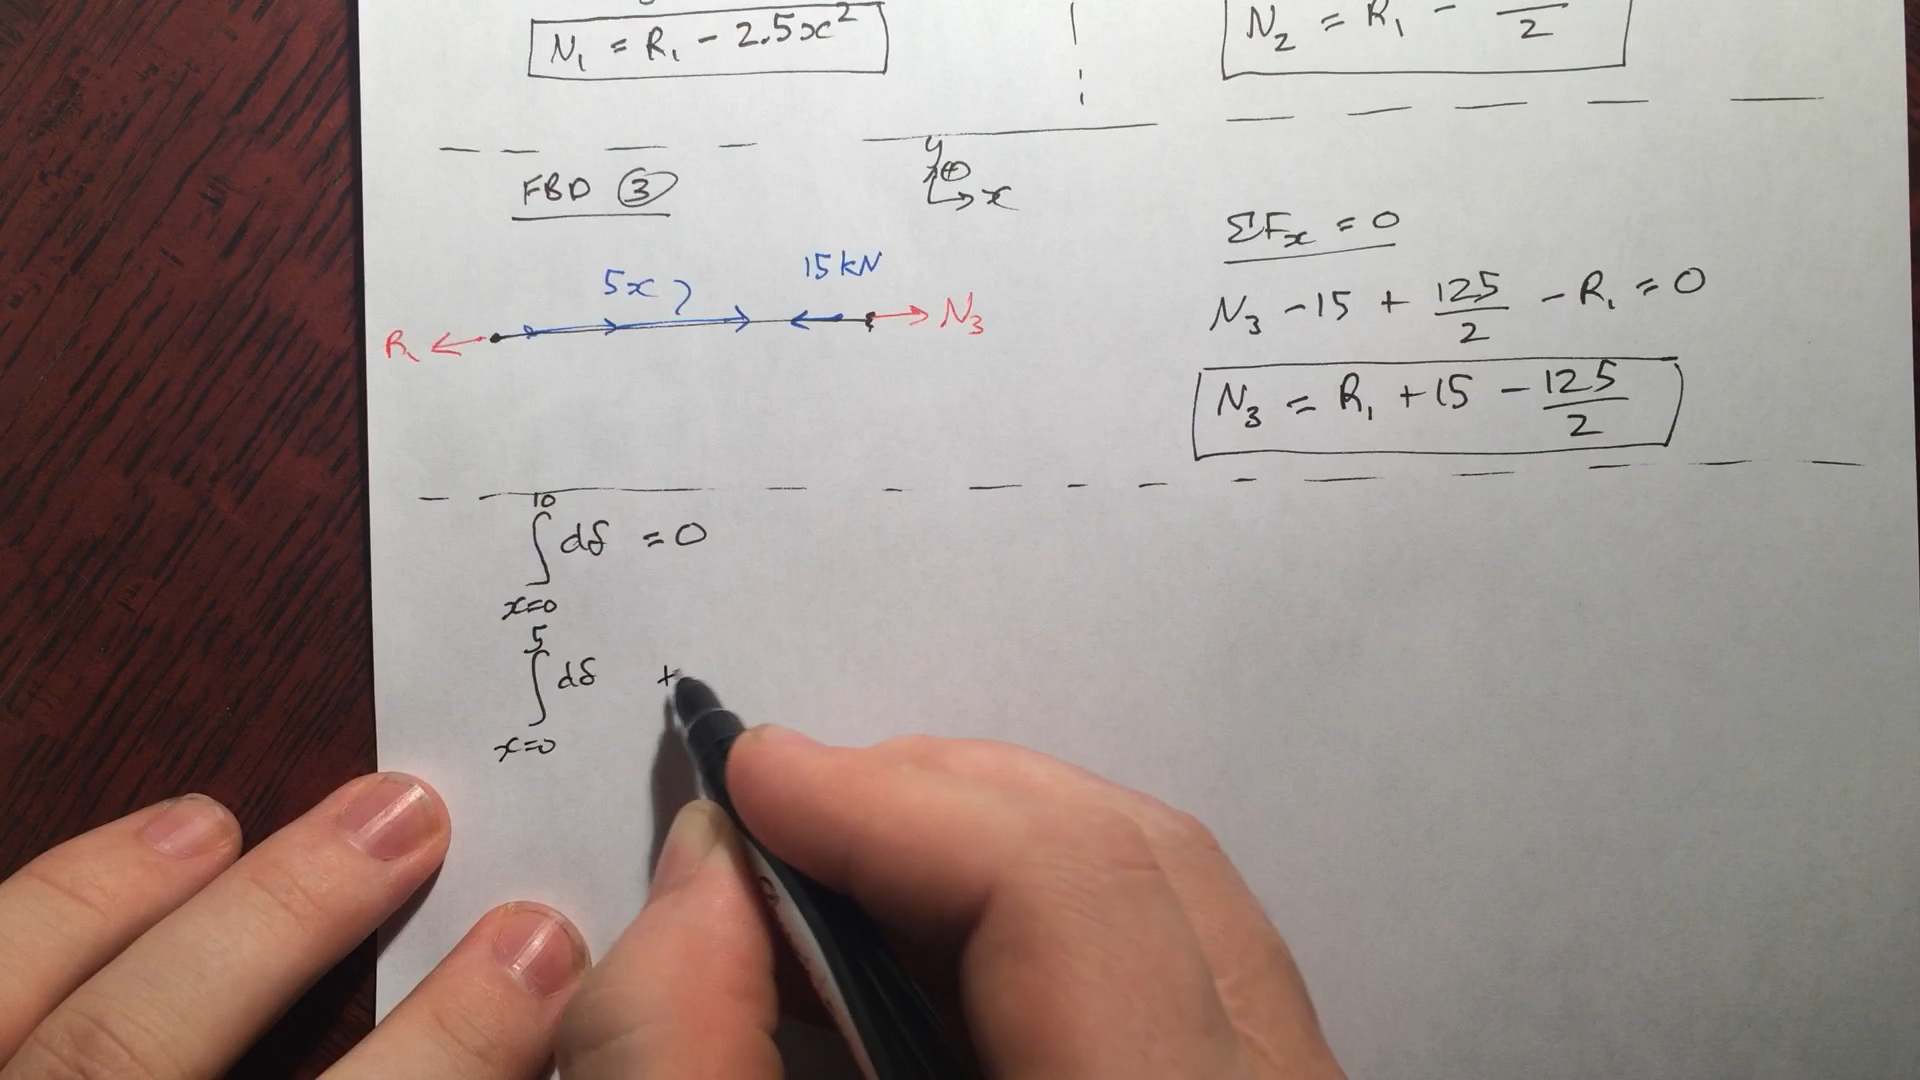 N₁ = R₁ - 2.5x²
N₂ = R₁ - /2
FBD ③
y
⊕
x
ΣFₓ = 0
5x
15 kN
R₁
N₃
N₃ - 15 + 125/2 - R₁ = 0
N₃ = R₁ + 15 - 125/2
10
∫ dδ = 0
x=0
5
∫ dδ +
x=0